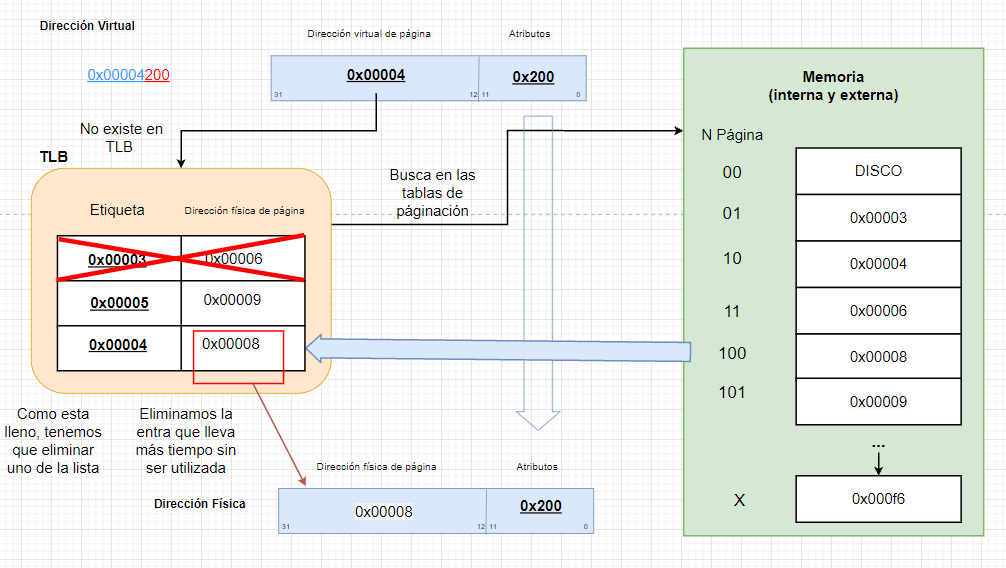 Dirección Virtual
0x00004200
Dirección virtual de página
Atributos
0x00004
0x200
31
12
11
0
No existe en
TLB
TLB
Etiqueta
Dirección física de página
0x00003
0x00006
0x00005
0x00009
0x00004
0x00008
Busca en las
tablas de
páginación
Memoria
(interna y externa)
N Página
00
DISCO
01
0x00003
10
0x00004
11
0x00006
100
0x00008
101
0x00009
...
X
0x000f6
Como esta
lleno, tenemos
que eliminar
uno de la lista
Eliminamos la
entra que lleva
más tiempo sin
ser utilizada
Dirección física de página
Atributos
Dirección Física
0x00008
0x200
31
12
11
0